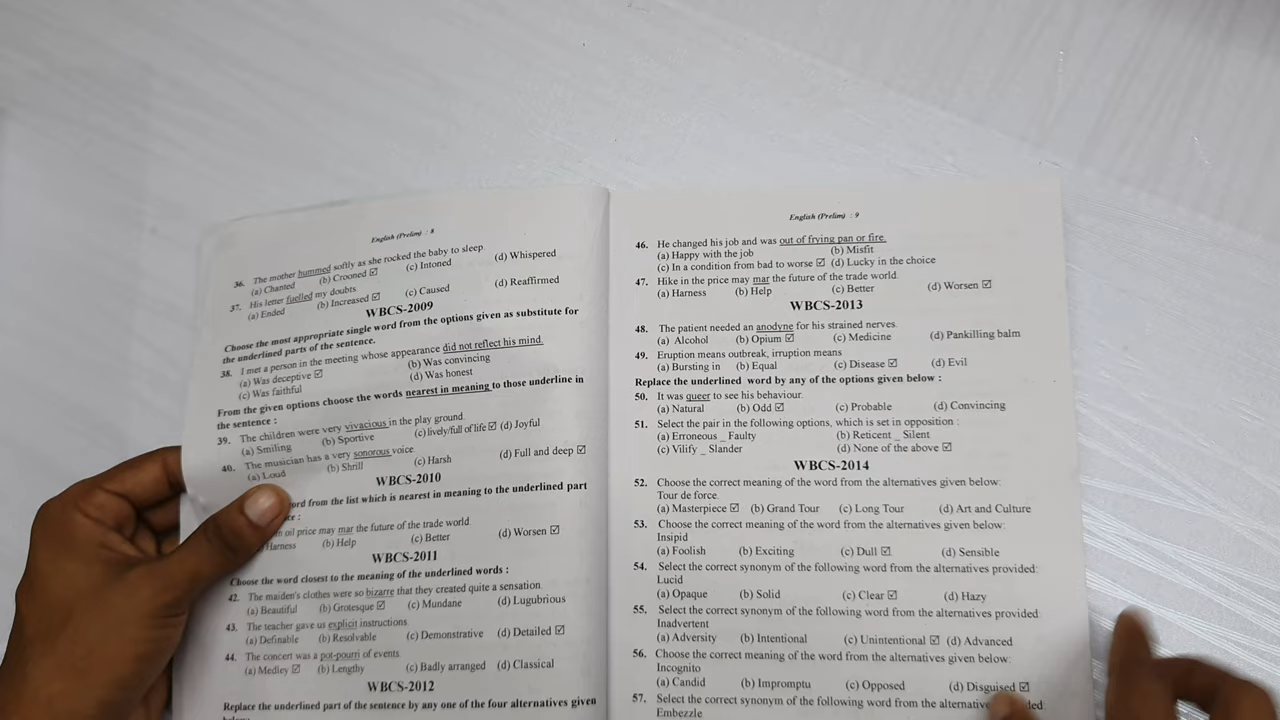 English (Prelim) : 8
36. The mother hummed softly as she rocked the baby to sleep.
(a) Chanted (b) Crooned ☑ (c) Intoned (d) Whispered
37. His letter fuelled my doubts.
(a) Ended (b) Increased ☑ (c) Caused (d) Reaffirmed
WBCS-2009
Choose the most appropriate single word from the options given as substitute for
the underlined parts of the sentence.
38. I met a person in the meeting whose appearance did not reflect his mind.
(a) Was deceptive ☑ (b) Was convincing
(c) Was faithful (d) Was honest
From the given options choose the words nearest in meaning to those underline in
the sentence :
39. The children were very vivacious in the play ground.
(a) Smiling (b) Sportive (c) lively/full of life ☑ (d) Joyful
40. The musician has a very sonorous voice.
(a) Loud (b) Shrill (c) Harsh (d) Full and deep ☑
WBCS-2010
word from the list which is nearest in meaning to the underlined part
oil price may mar the future of the trade world.
Harness (b) Help (c) Better (d) Worsen ☑
WBCS-2011
Choose the word closest to the meaning of the underlined words :
42. The maiden's clothes were so bizarre that they created quite a sensation.
(a) Beautiful (b) Grotesque ☑ (c) Mundane (d) Lugubrious
43. The teacher gave us explicit instructions.
(a) Definable (b) Resolvable (c) Demonstrative (d) Detailed ☑
44. The concert was a pot-pourri of events.
(a) Medley ☑ (b) Lengthy (c) Badly arranged (d) Classical
WBCS-2012
Replace the underlined part of the sentence by any one of the four alternatives given
English (Prelim) : 9
46. He changed his job and was out of frying pan or fire.
(a) Happy with the job (b) Misfit
(c) In a condition from bad to worse ☑ (d) Lucky in the choice
47. Hike in the price may mar the future of the trade world.
(a) Harness (b) Help (c) Better (d) Worsen ☑
WBCS-2013
48. The patient needed an anodyne for his strained nerves.
(a) Alcohol (b) Opium ☑ (c) Medicine (d) Pankilling balm
49. Eruption means outbreak, irruption means
(a) Bursting in (b) Equal (c) Disease ☑ (d) Evil
Replace the underlined word by any of the options given below :
50. It was queer to see his behaviour.
(a) Natural (b) Odd ☑ (c) Probable (d) Convincing
51. Select the pair in the following options, which is set in opposition :
(a) Erroneous _ Faulty (b) Reticent _ Silent
(c) Vilify _ Slander (d) None of the above ☑
WBCS-2014
52. Choose the correct meaning of the word from the alternatives given below:
Tour de force.
(a) Masterpiece ☑ (b) Grand Tour (c) Long Tour (d) Art and Culture
53. Choose the correct meaning of the word from the alternatives given below:
Insipid
(a) Foolish (b) Exciting (c) Dull ☑ (d) Sensible
54. Select the correct synonym of the following word from the alternatives provided:
Lucid
(a) Opaque (b) Solid (c) Clear ☑ (d) Hazy
55. Select the correct synonym of the following word from the alternatives provided:
Inadvertent
(a) Adversity (b) Intentional (c) Unintentional ☑ (d) Advanced
56. Choose the correct meaning of the word from the alternatives given below:
Incognito
(a) Candid (b) Impromptu (c) Opposed (d) Disguised ☑
57. Select the correct synonym of the following word from the alternatives
Embezzle